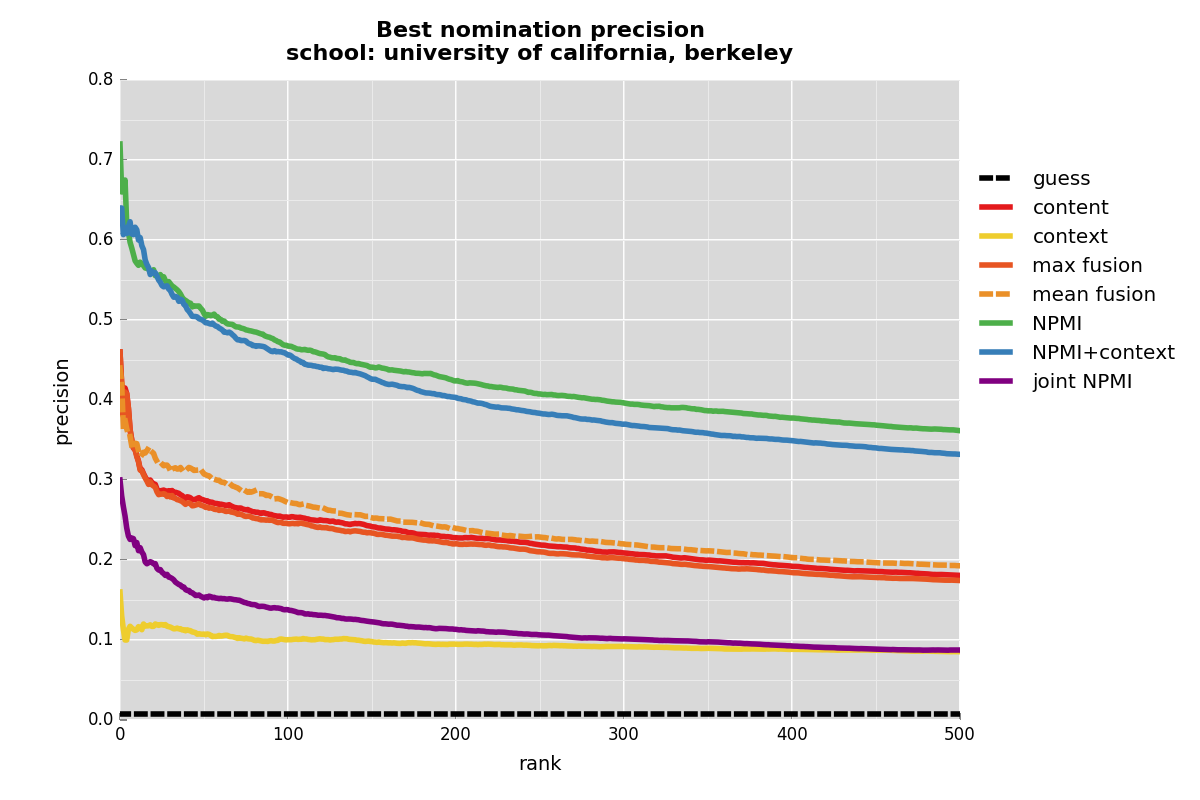 Best nomination precision
school: university of california, berkeley
0.8
0.7
0.6
0.5
0.4
0.3
0.2
0.1
0.0
precision
0
100
200
300
400
500
rank
guess
content
context
max fusion
mean fusion
NPMI
NPMI+context
joint NPMI